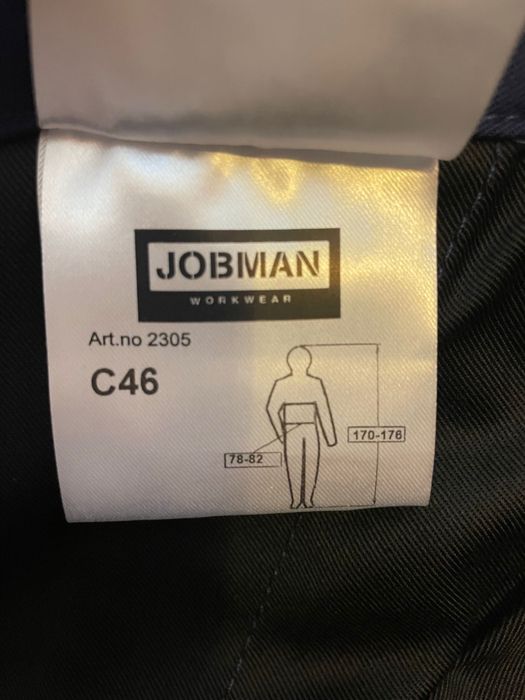 JOBMAN
WORKWEAR
Art.no 2305
C46
170-176
78-82